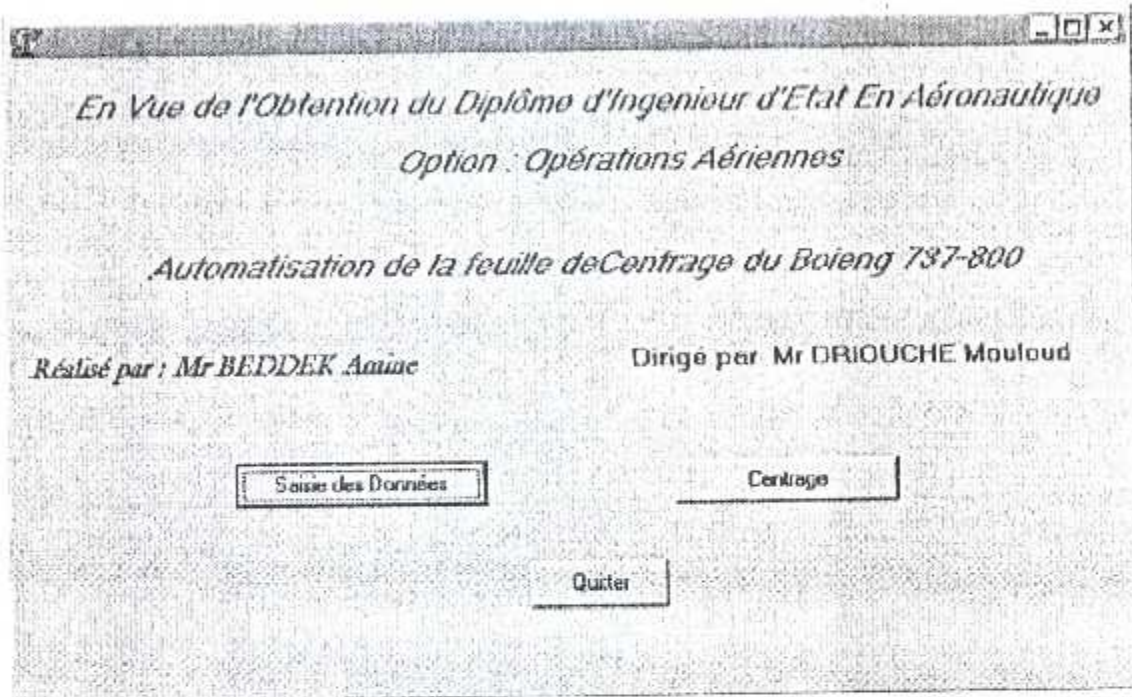 En Vue de l'Obtention du Diplôme d'Ingenieur d'Etat En Aéronautique
Option : Opérations Aériennes
Automatisation de la feuille deCentrage du Boieng 737-800
Réalisé par : Mr BEDDEK Amine
Dirigé par Mr DRIOUCHE Mouloud
Saisie des Données
Centrage
Quitter